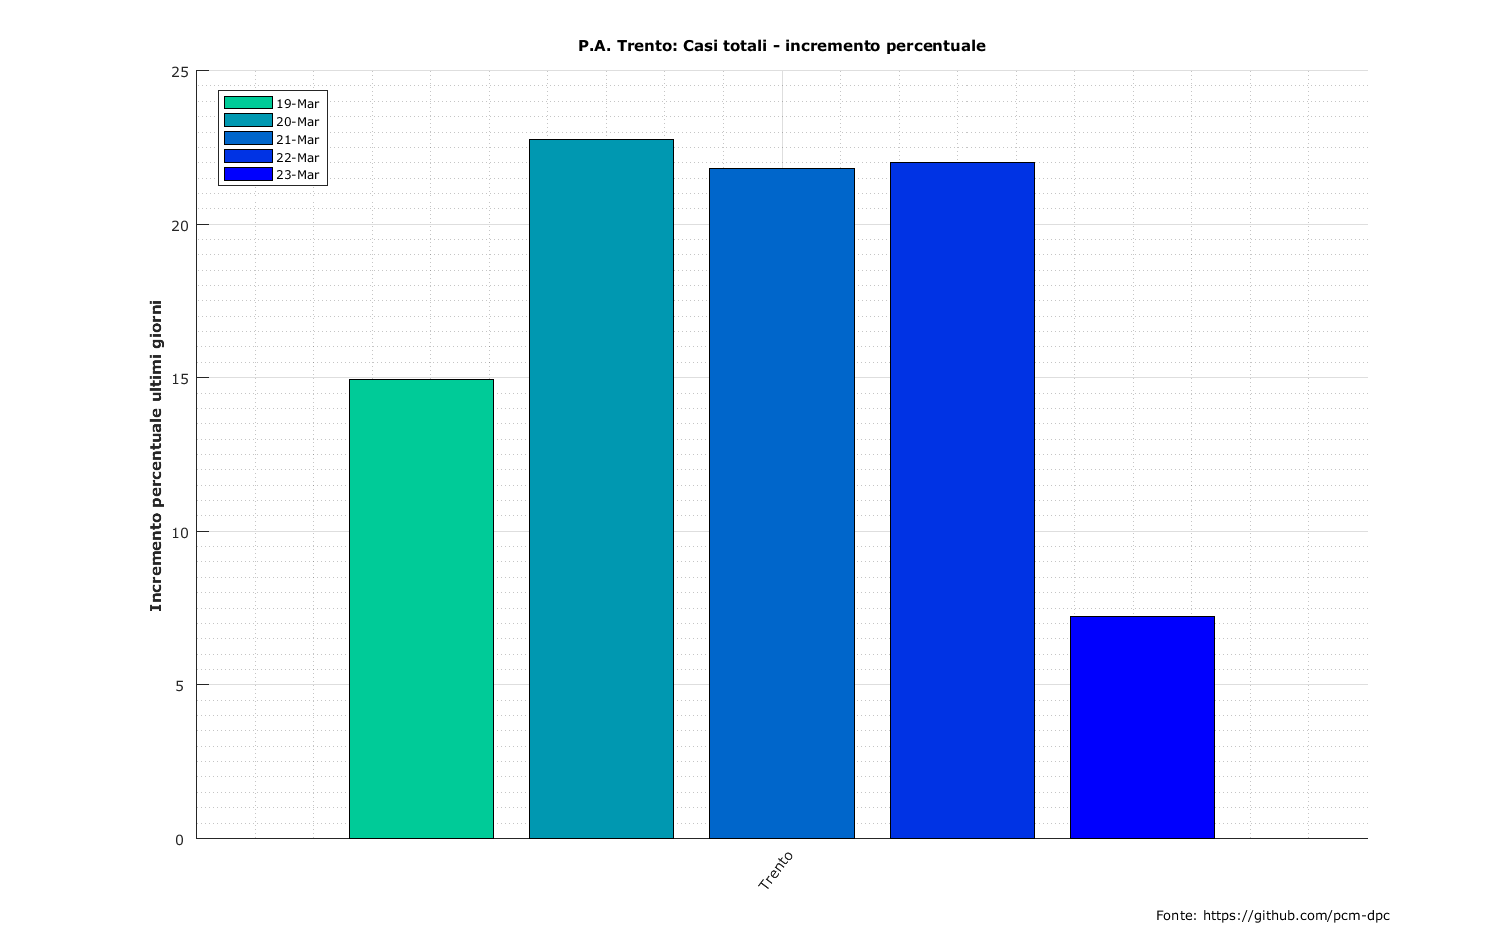 P.A. Trento: Casi totali - incremento percentuale
25
20
15
10
5
0
19-Mar
20-Mar
21-Mar
22-Mar
23-Mar
Incremento percentuale ultimi giorni
Trento
Fonte: https://github.com/pcm-dpc